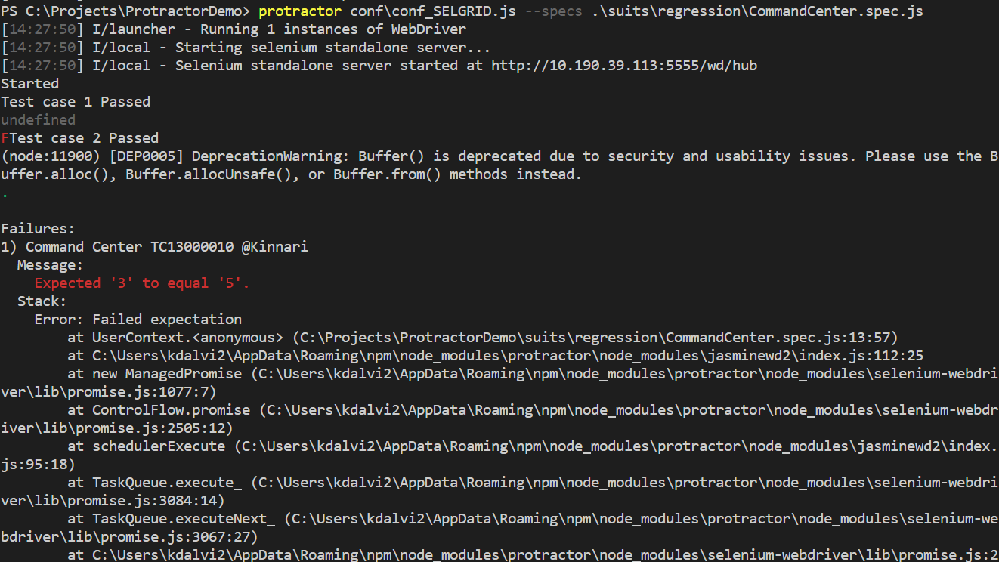 PS C:\Projects\ProtractorDemo> protractor conf\conf_SELGRID.js --specs .\suits\regression\CommandCenter.spec.js
[14:27:50] I/launcher - Running 1 instances of WebDriver
[14:27:50] I/local - Starting selenium standalone server...
[14:27:50] I/local - Selenium standalone server started at http://10.190.39.113:5555/wd/hub
Started
Test case 1 Passed
undefined
FTest case 2 Passed
(node:11900) [DEP0005] DeprecationWarning: Buffer() is deprecated due to security and usability issues. Please use the B
uffer.alloc(), Buffer.allocUnsafe(), or Buffer.from() methods instead.
.
Failures:
1) Command Center TC13000010 @Kinnari
  Message:
    Expected '3' to equal '5'.
  Stack:
    Error: Failed expectation
        at UserContext.<anonymous> (C:\Projects\ProtractorDemo\suits\regression\CommandCenter.spec.js:13:57)
        at C:\Users\kdalvi2\AppData\Roaming\npm\node_modules\protractor\node_modules\jasminewd2\index.js:112:25
        at new ManagedPromise (C:\Users\kdalvi2\AppData\Roaming\npm\node_modules\protractor\node_modules\selenium-webdri
ver\lib\promise.js:1077:7)
        at ControlFlow.promise (C:\Users\kdalvi2\AppData\Roaming\npm\node_modules\protractor\node_modules\selenium-webdr
iver\lib\promise.js:2505:12)
        at schedulerExecute (C:\Users\kdalvi2\AppData\Roaming\npm\node_modules\protractor\node_modules\jasminewd2\index.
js:95:18)
        at TaskQueue.execute_ (C:\Users\kdalvi2\AppData\Roaming\npm\node_modules\protractor\node_modules\selenium-webdri
ver\lib\promise.js:3084:14)
        at TaskQueue.executeNext_ (C:\Users\kdalvi2\AppData\Roaming\npm\node_modules\protractor\node_modules\selenium-we
bdriver\lib\promise.js:3067:27)
        at C:\Users\kdalvi2\AppData\Roaming\npm\node_modules\protractor\node_modules\selenium-webdriver\lib\promise.js:2